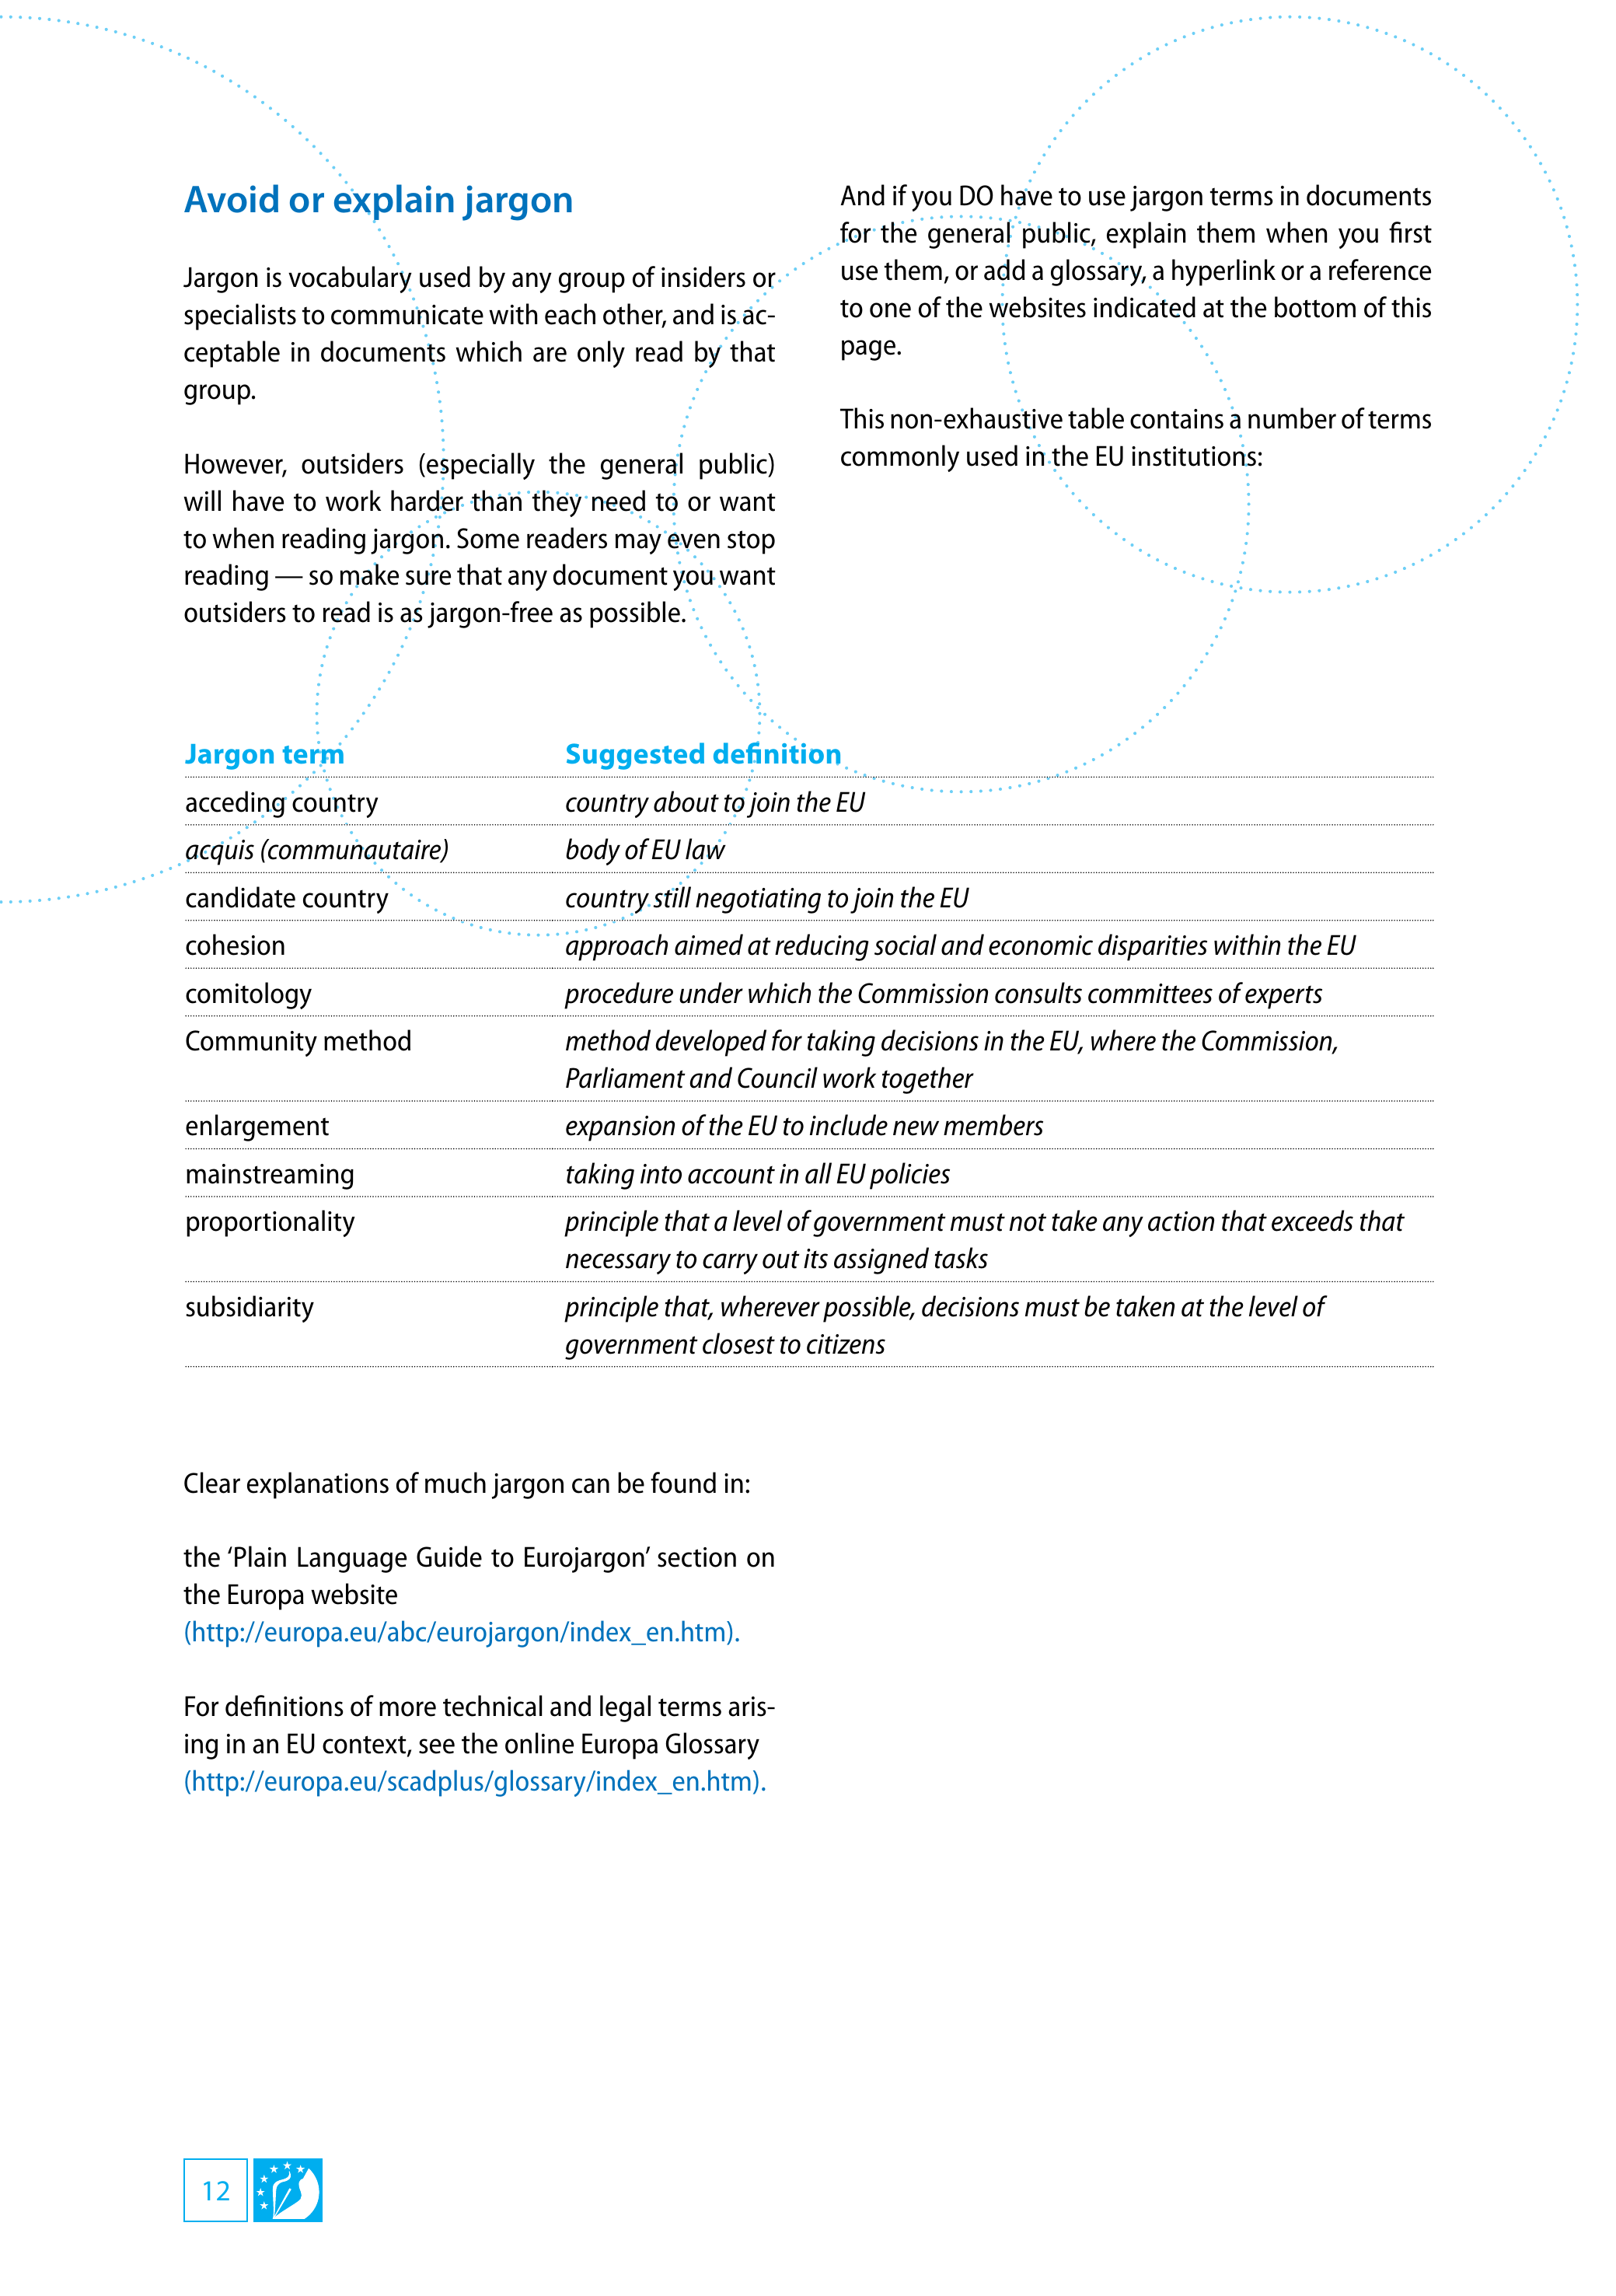 Avoid or explain jargon
Jargon is vocabulary used by any group of insiders or
specialists to communicate with each other, and is ac-
ceptable in documents which are only read by that
group.
However, outsiders (especially the general public)
will have to work harder than they need to or want
to when reading jargon. Some readers may even stop
reading — so make sure that any document you want
outsiders to read is as jargon-free as possible.
And if you DO have to use jargon terms in documents
for the general public, explain them when you first
use them, or add a glossary, a hyperlink or a reference
to one of the websites indicated at the bottom of this
page.
This non-exhaustive table contains a number of terms
commonly used in the EU institutions:
Jargon term Suggested definition
acceding country country about to join the EU
acquis (communautaire) body of EU law
candidate country country still negotiating to join the EU
cohesion approach aimed at reducing social and economic disparities within the EU
comitology procedure under which the Commission consults committees of experts
Community method method developed for taking decisions in the EU, where the Commission,
Parliament and Council work together
enlargement expansion of the EU to include new members
mainstreaming taking into account in all EU policies
proportionality principle that a level of government must not take any action that exceeds that
necessary to carry out its assigned tasks
subsidiarity principle that, wherever possible, decisions must be taken at the level of
government closest to citizens
Clear explanations of much jargon can be found in:
the ‘Plain Language Guide to Eurojargon’ section on
the Europa website
(http://europa.eu/abc/eurojargon/index_en.htm).
For definitions of more technical and legal terms aris-
ing in an EU context, see the online Europa Glossary
(http://europa.eu/scadplus/glossary/index_en.htm).
12